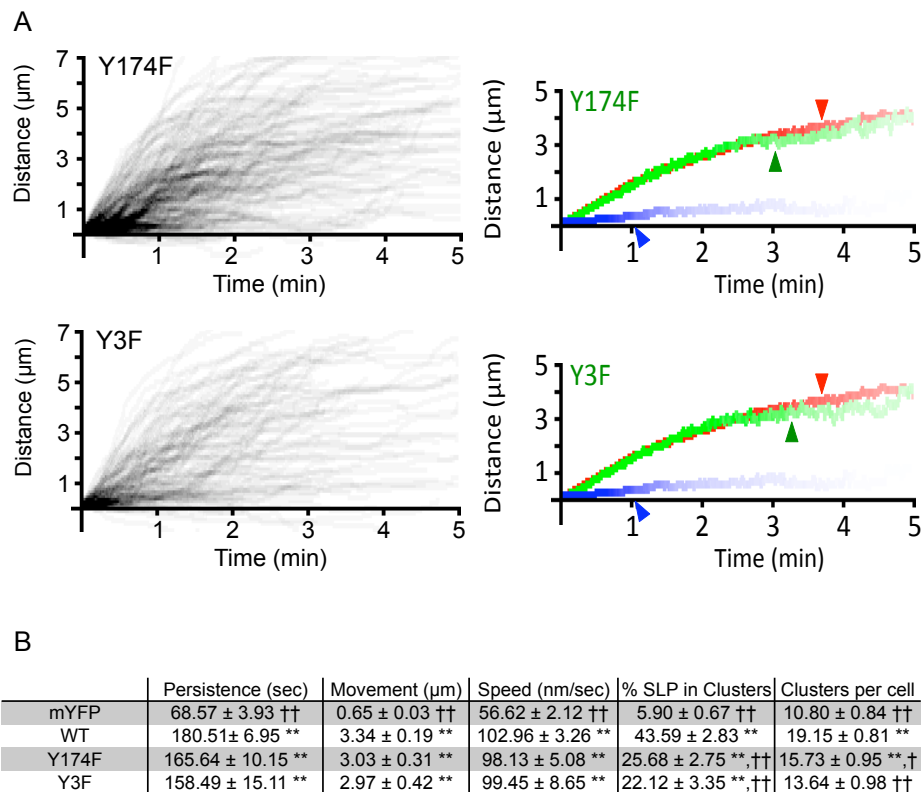 A
Y174F
Distance (µm)
7
5
3
1
1 2 3 4 5
Time (min)
Y174F
Distance (µm)
5
3
1
1 2 3 4 5
Time (min)
Y3F
Distance (µm)
7
5
3
1
1 2 3 4 5
Time (min)
Y3F
Distance (µm)
5
3
1
1 2 3 4 5
Time (min)
B
Persistence (sec) Movement (µm) Speed (nm/sec) % SLP in Clusters Clusters per cell
mYFP 68.57 ± 3.93 †† 0.65 ± 0.03 †† 56.62 ± 2.12 †† 5.90 ± 0.67 †† 10.80 ± 0.84 ††
WT 180.51± 6.95 ** 3.34 ± 0.19 ** 102.96 ± 3.26 ** 43.59 ± 2.83 ** 19.15 ± 0.81 **
Y174F 165.64 ± 10.15 ** 3.03 ± 0.31 ** 98.13 ± 5.08 ** 25.68 ± 2.75 **,†† 15.73 ± 0.95 **,†
Y3F 158.49 ± 15.11 ** 2.97 ± 0.42 ** 99.45 ± 8.65 ** 22.12 ± 3.35 **,†† 13.64 ± 0.98 ††